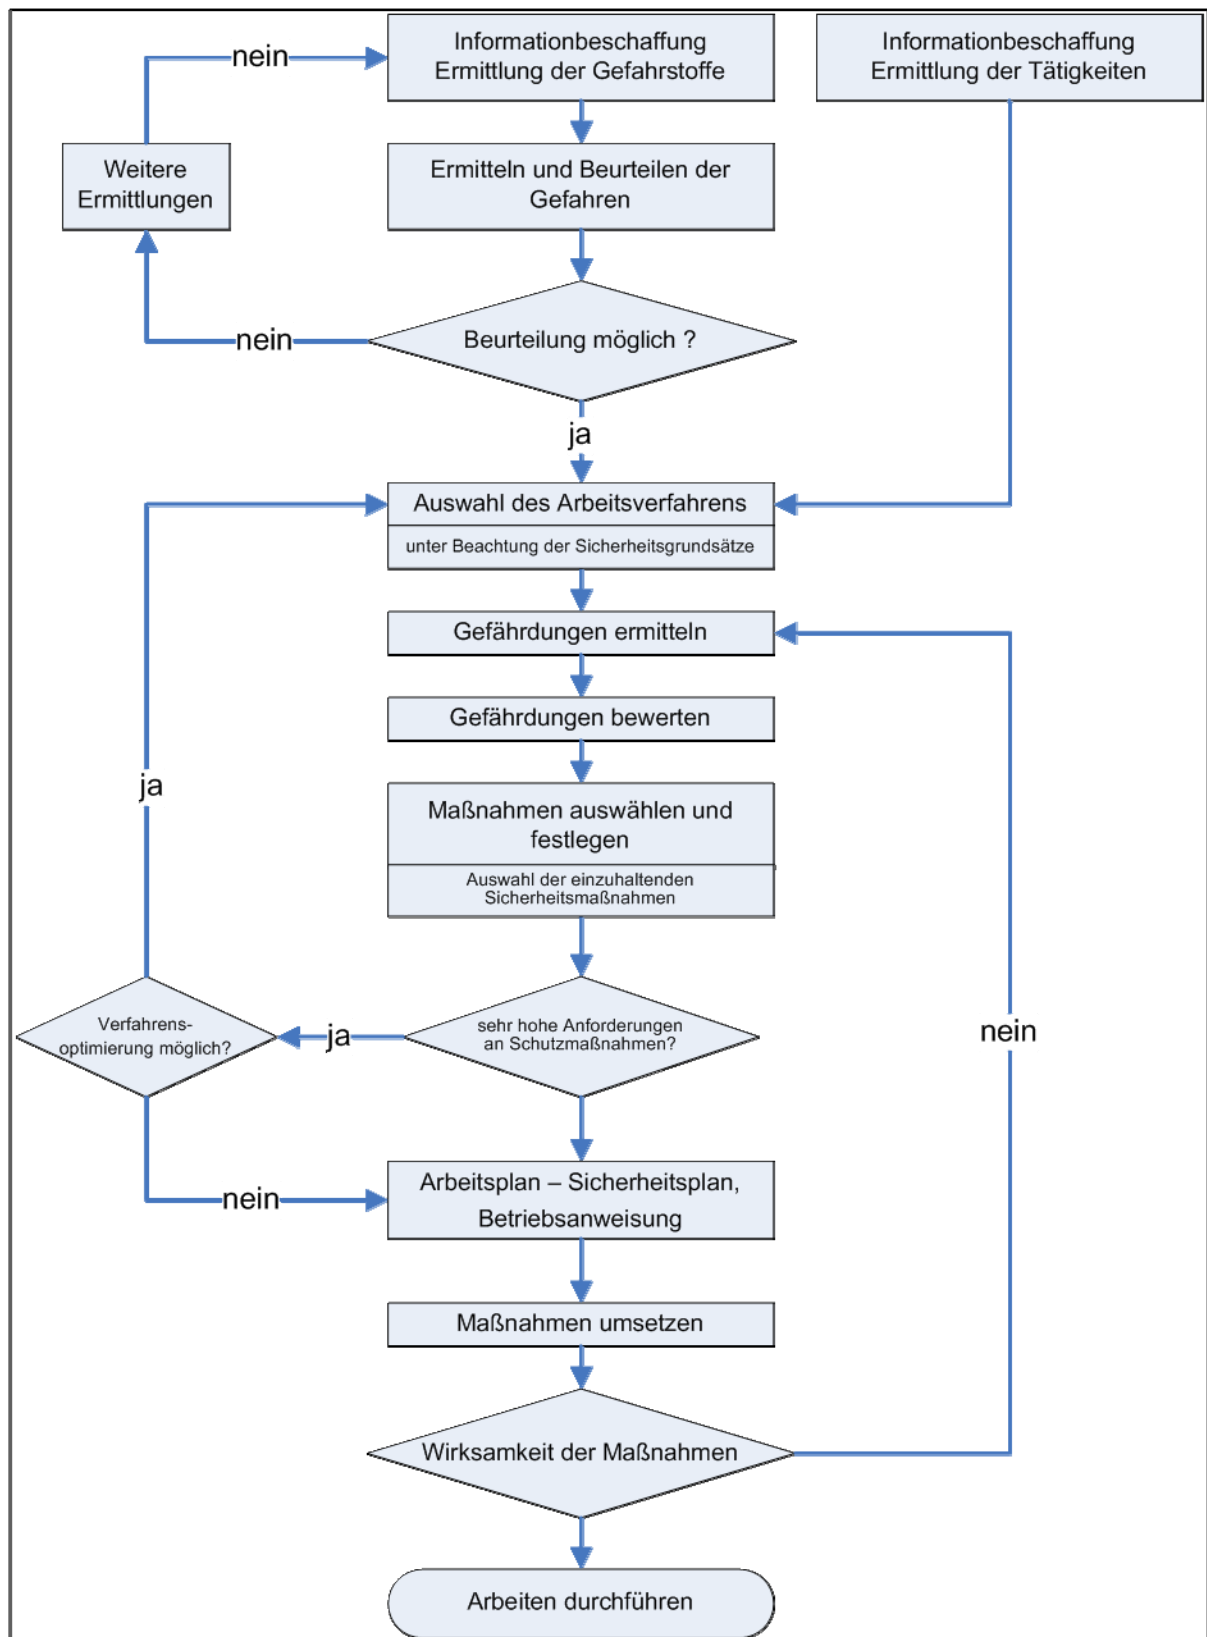 nein
Informationbeschaffung
Ermittlung der Gefahrstoffe
Informationbeschaffung
Ermittlung der Tätigkeiten
Weitere
Ermittlungen
Ermitteln und Beurteilen der
Gefahren
nein
Beurteilung möglich ?
ja
Auswahl des Arbeitsverfahrens
unter Beachtung der Sicherheitsgrundsätze
Gefährdungen ermitteln
Gefährdungen bewerten
ja
Maßnahmen auswählen und
festlegen
Auswahl der einzuhaltenden
Sicherheitsmaßnahmen
Verfahrens-
optimierung möglich?
ja
sehr hohe Anforderungen
an Schutzmaßnahmen?
nein
nein
Arbeitsplan – Sicherheitsplan,
Betriebsanweisung
Maßnahmen umsetzen
Wirksamkeit der Maßnahmen
Arbeiten durchführen